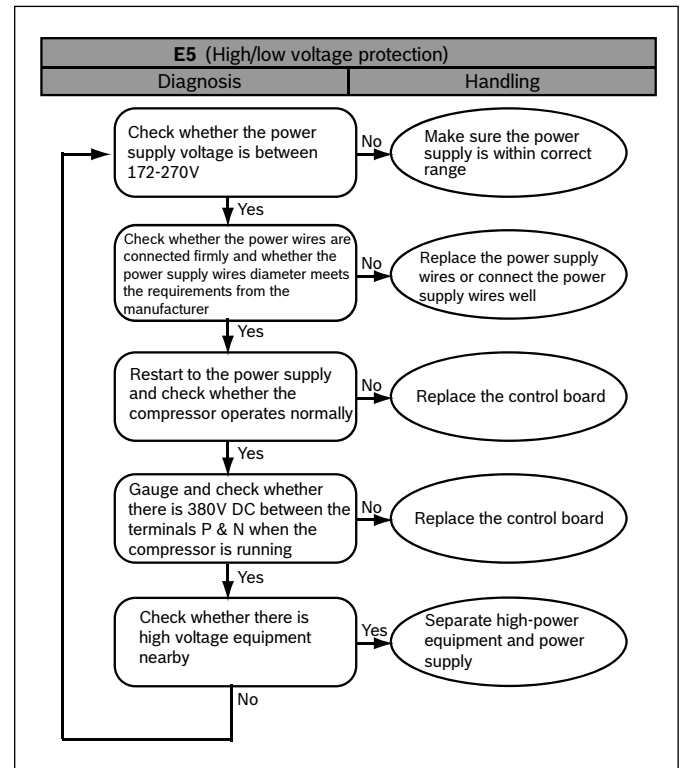 E5 (High/low voltage protection)
Diagnosis
Handling
Check whether the power
supply voltage is between
172-270V
No
Make sure the power
supply is within correct
range
Yes
Check whether the power wires are
connected firmly and whether the
power supply wires diameter meets
the requirements from the
manufacturer
No
Replace the power supply
wires or connect the power
supply wires well
Yes
Restart to the power supply
and check whether the
compressor operates normally
No
Replace the control board
Yes
Gauge and check whether
there is 380V DC between the
terminals P & N when the
compressor is running
No
Replace the control board
Yes
Check whether there is
high voltage equipment
nearby
Yes
Separate high-power
equipment and power
supply
No